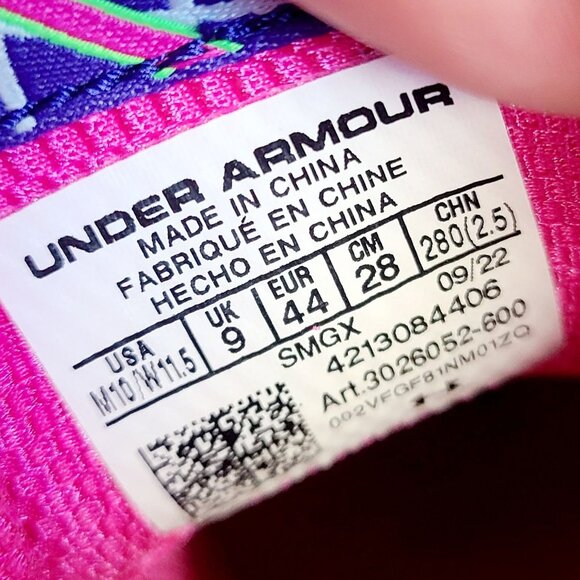 UNDER ARMOUR
MADE IN CHINA
FABRIQUÉ EN CHINE
HECHO EN CHINA
USA UK EUR CM CHN
M10/W11.5 9 44 28 280(2.5)
SMGX 09/22
4213084406
Art.3026052-600
002VFGF81NM01ZQ